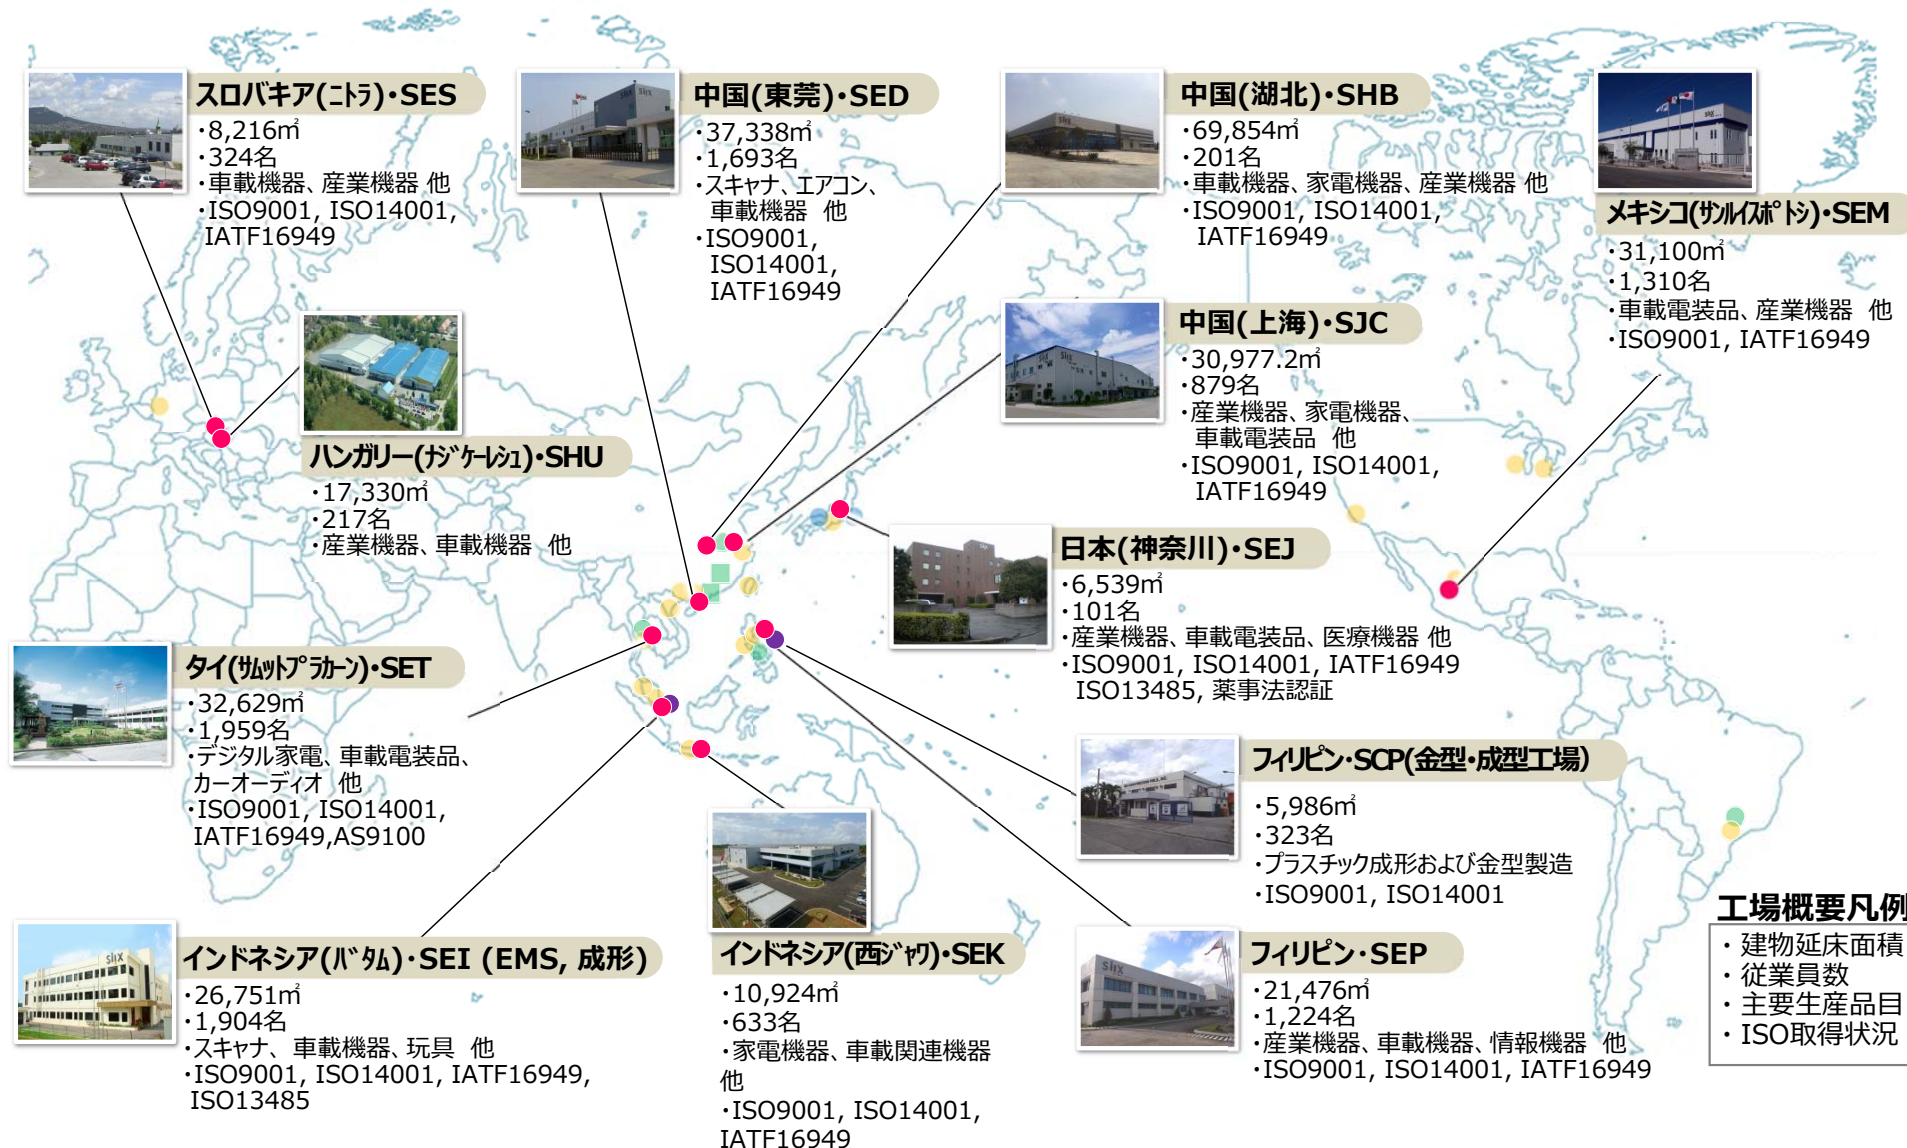 スロバキア(ニトラ)・SES
・8,216㎡
・324名
・車載機器、産業機器 他
・ISO9001, ISO14001,
IATF16949
中国(東莞)・SED
・37,338㎡
・1,693名
・スキャナ、エアコン、
車載機器 他
・ISO9001,
ISO14001,
IATF16949
中国(湖北)・SHB
・69,854㎡
・201名
・車載機器、家電機器、産業機器 他
・ISO9001, ISO14001,
IATF16949
メキシコ(サンルイスポトシ)・SEM
・31,100㎡
・1,310名
・車載電装品、産業機器 他
・ISO9001, IATF16949
ハンガリー(ナジケーレシュ)・SHU
・17,330㎡
・217名
・産業機器、車載機器 他
中国(上海)・SJC
・30,977.2㎡
・879名
・産業機器、家電機器、
車載電装品 他
・ISO9001, ISO14001,
IATF16949
日本(神奈川)・SEJ
・6,539㎡
・101名
・産業機器、車載電装品、医療機器 他
・ISO9001, ISO14001, IATF16949
ISO13485, 薬事法認証
タイ(サムットプラカーン)・SET
・32,629㎡
・1,959名
・デジタル家電、車載電装品、
カーオーディオ 他
・ISO9001, ISO14001,
IATF16949,AS9100
フィリピン・SCP(金型・成型工場)
・5,986㎡
・323名
・プラスチック成形および金型製造
・ISO9001, ISO14001
インドネシア(バタム)・SEI (EMS, 成形)
・26,751㎡
・1,904名
・スキャナ、車載機器、玩具 他
・ISO9001, ISO14001, IATF16949,
ISO13485
インドネシア(西ジャワ)・SEK
・10,924㎡
・633名
・家電機器、車載関連機器
他
・ISO9001, ISO14001,
IATF16949
フィリピン・SEP
・21,476㎡
・1,224名
・産業機器、車載機器、情報機器 他
・ISO9001, ISO14001, IATF16949
工場概要凡例
・建物延床面積
・従業員数
・主要生産品目
・ISO取得状況